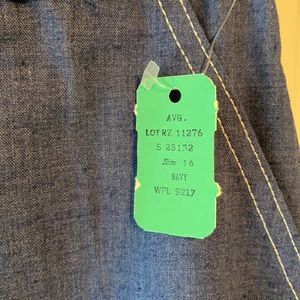 AVG.
LOT RZ 11276
S 25132
Size 16
NAVY
WPL 9217